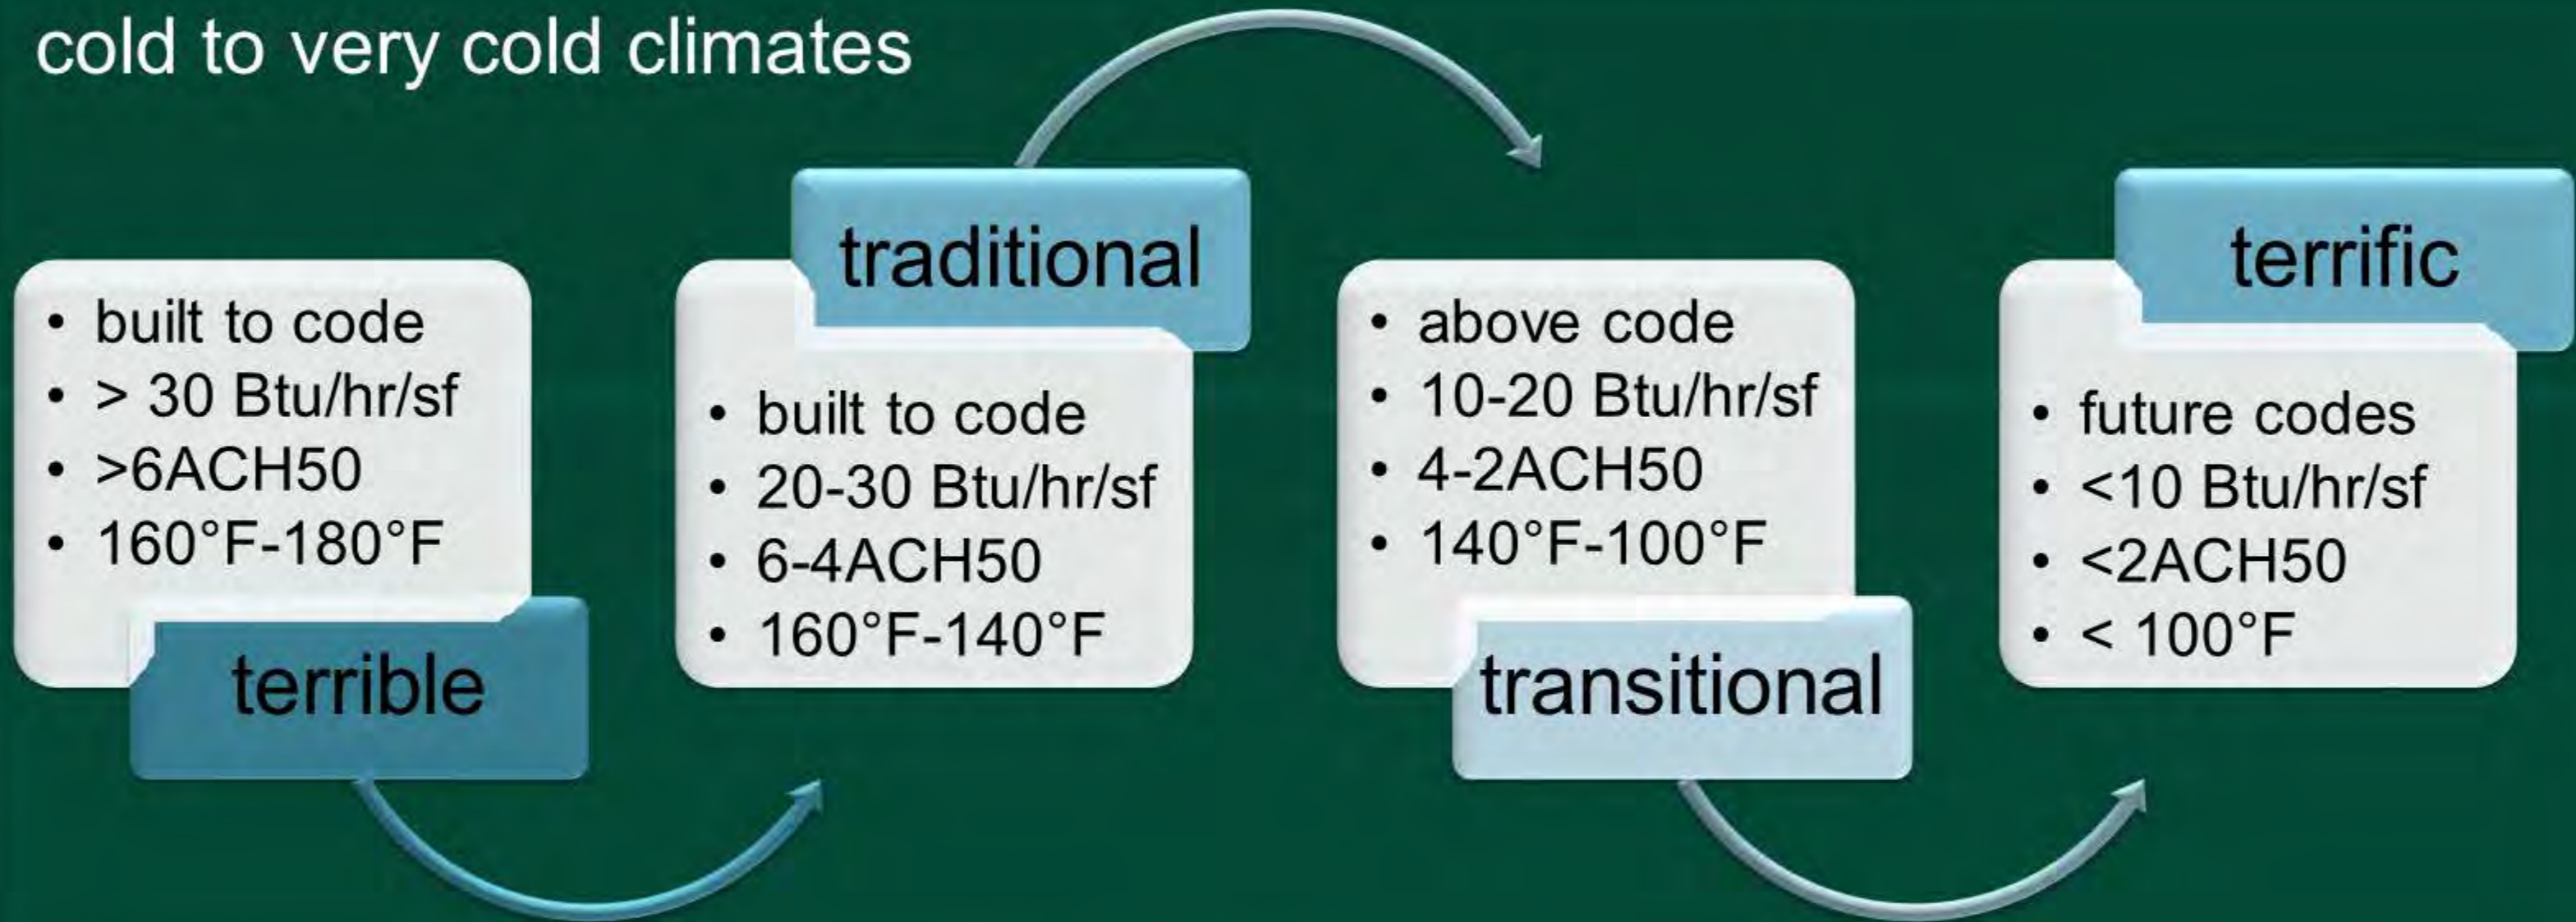 cold to very cold climates
• built to code
• > 30 Btu/hr/sf
• >6ACH50
• 160°F-180°F
terrible
traditional
• built to code
• 20-30 Btu/hr/sf
• 6-4ACH50
• 160°F-140°F
• above code
• 10-20 Btu/hr/sf
• 4-2ACH50
• 140°F-100°F
transitional
terrific
• future codes
• <10 Btu/hr/sf
• <2ACH50
• < 100°F